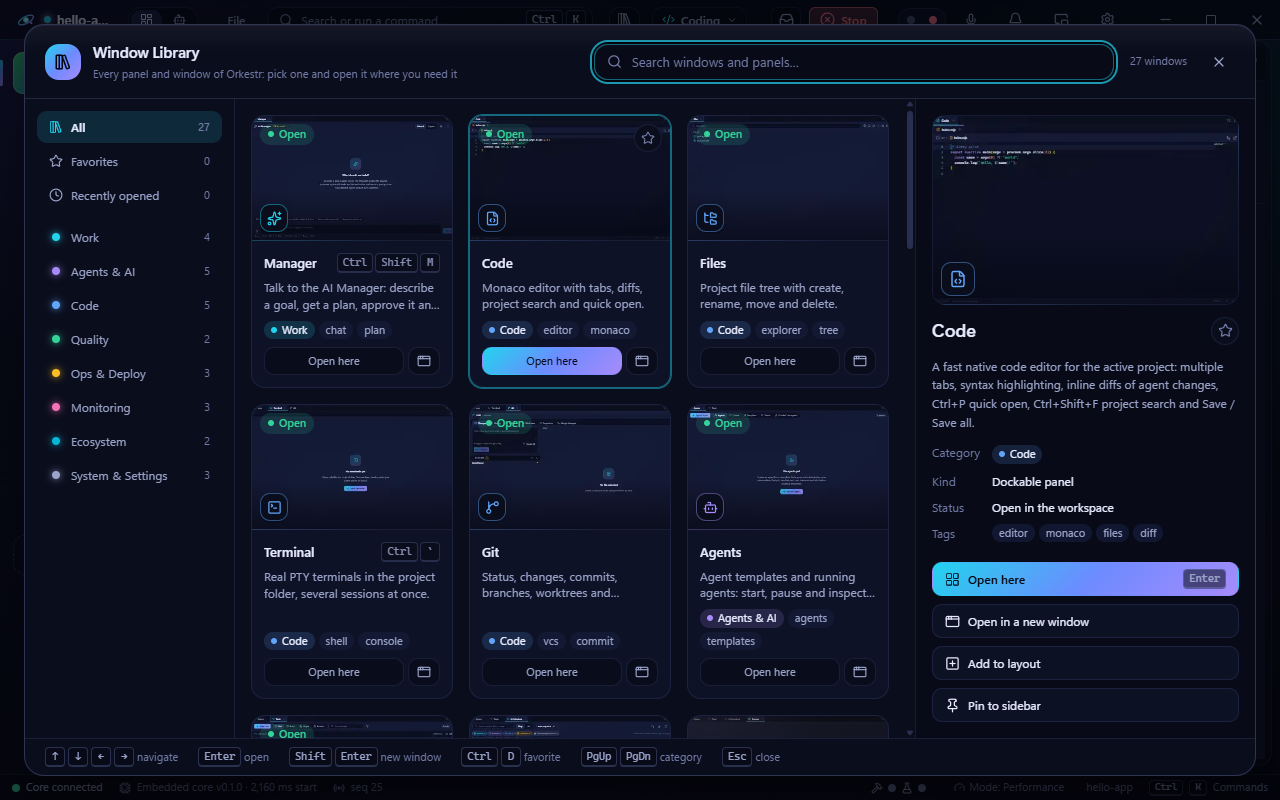 hello-a...
File
Search or run a command
Ctrl K
Coding
Stop
Window Library
Every panel and window of Orkestr: pick one and open it where you need it
Search windows and panels...
27 windows
All 27
Favorites 0
Recently opened 0
Work 4
Agents & AI 5
Code 5
Quality 2
Ops & Deploy 3
Monitoring 3
Ecosystem 2
System & Settings 3
Open
Manager Ctrl Shift M
Talk to the AI Manager: describe
a goal, get a plan, approve it an...
Work chat plan
Open here
Open
Code
Monaco editor with tabs, diffs,
project search and quick open.
Code editor monaco
Open here
Open
Files
Project file tree with create,
rename, move and delete.
Code explorer tree
Open here
Open
Terminal Ctrl `
Real PTY terminals in the project
folder, several sessions at once.
Code shell console
Open here
Open
Git
Status, changes, commits,
branches, worktrees and...
Code vcs commit
Open here
Open
Agents
Agent templates and running
agents: start, pause and inspect...
Agents & AI agents
templates
Open here
Open
Code
A fast native code editor for the active project: multiple
tabs, syntax highlighting, inline diffs of agent changes,
Ctrl+P quick open, Ctrl+Shift+F project search and Save /
Save all.
Category Code
Kind Dockable panel
Status Open in the workspace
Tags editor monaco files diff
Open here Enter
Open in a new window
Add to layout
Pin to sidebar
↑ ↓ ← → navigate Enter open Shift Enter new window Ctrl D favorite PgUp PgDn category Esc close
Core connected Embedded core v0.1.0 · 2,160 ms start seq 25 Mode: Performance hello-app Ctrl K Commands